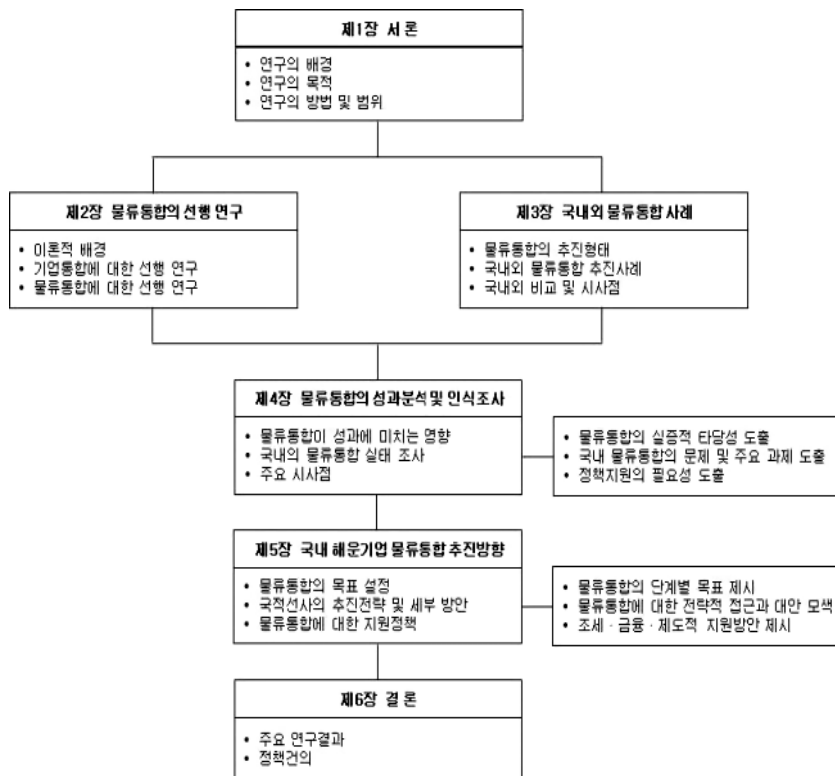 제1장 서 론
• 연구의 배경
• 연구의 목적
• 연구의 방법 및 범위
제2장 물류통합의 선행 연구
• 이론적 배경
• 기업통합에 대한 선행 연구
• 물류통합에 대한 선행 연구
제3장 국내외 물류통합 사례
• 물류통합의 추진형태
• 국내외 물류통합 추진사례
• 국내외 비교 및 시사점
제4장 물류통합의 성과분석 및 인식조사
• 물류통합이 성과에 미치는 영향
• 국내의 물류통합 실태 조사
• 주요 시사점
• 물류통합의 실증적 타당성 도출
• 국내 물류통합의 문제 및 주요 과제 도출
• 정책지원의 필요성 도출
제5장 국내 해운기업 물류통합 추진방향
• 물류통합의 목표 설정
• 국적선사의 추진전략 및 세부 방안
• 물류통합에 대한 지원정책
• 물류통합의 단계별 목표 제시
• 물류통합에 대한 전략적 접근과 대안 모색
• 조세 · 금융 · 제도적 지원방안 제시
제6장 결 론
• 주요 연구결과
• 정책건의